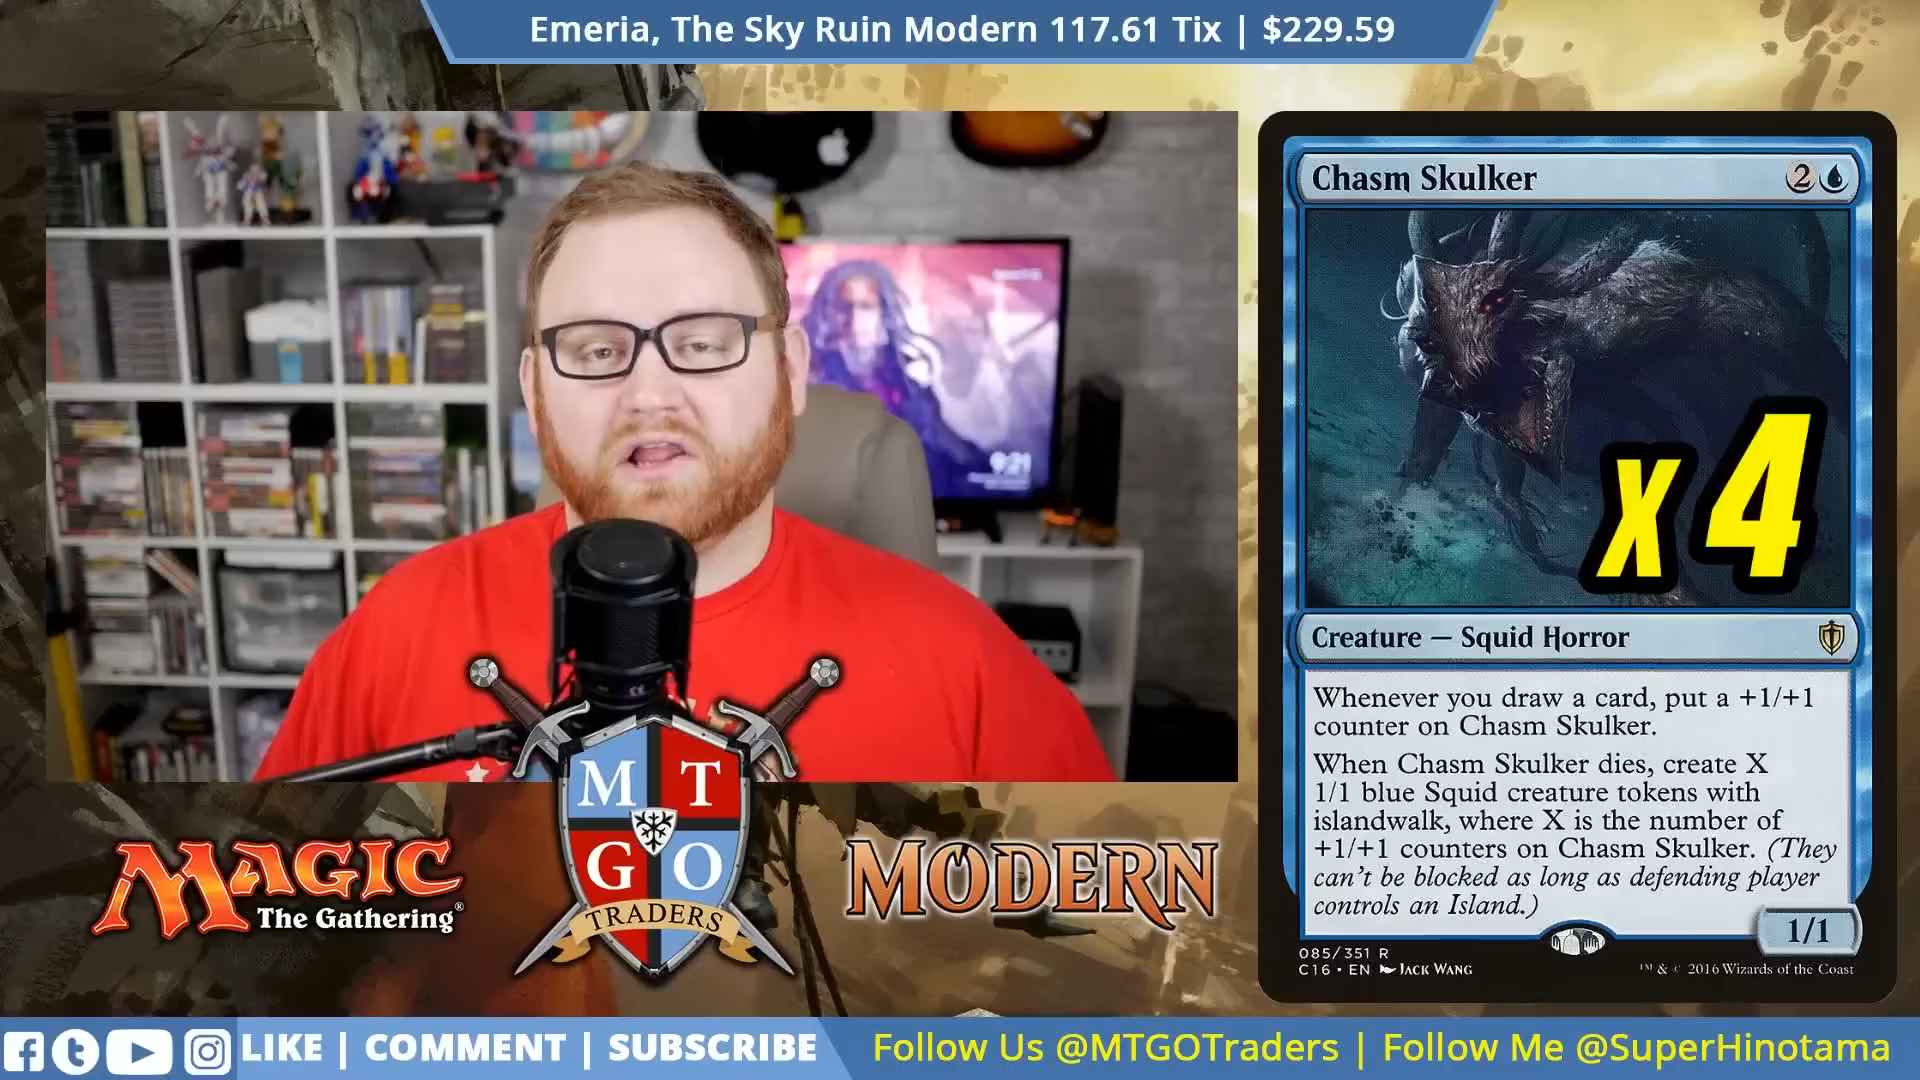 Emeria, The Sky Ruin Modern 117.61 Tix | $229.59
Chasm Skulker
2
9:21
x 4
Creature — Squid Horror
Whenever you draw a card, put a +1/+1
counter on Chasm Skulker.
When Chasm Skulker dies, create X
1/1 blue Squid creature tokens with
islandwalk, where X is the number of
+1/+1 counters on Chasm Skulker. (They
can't be blocked as long as defending player
controls an Island.)
1/1
085/351 R
C16 • EN JACK WANG
™ & © 2016 Wizards of the Coast
MAGIC
The Gathering®
M T
G O
TRADERS
MODERN
LIKE | COMMENT | SUBSCRIBE
Follow Us @MTGOTraders | Follow Me @SuperHinotama